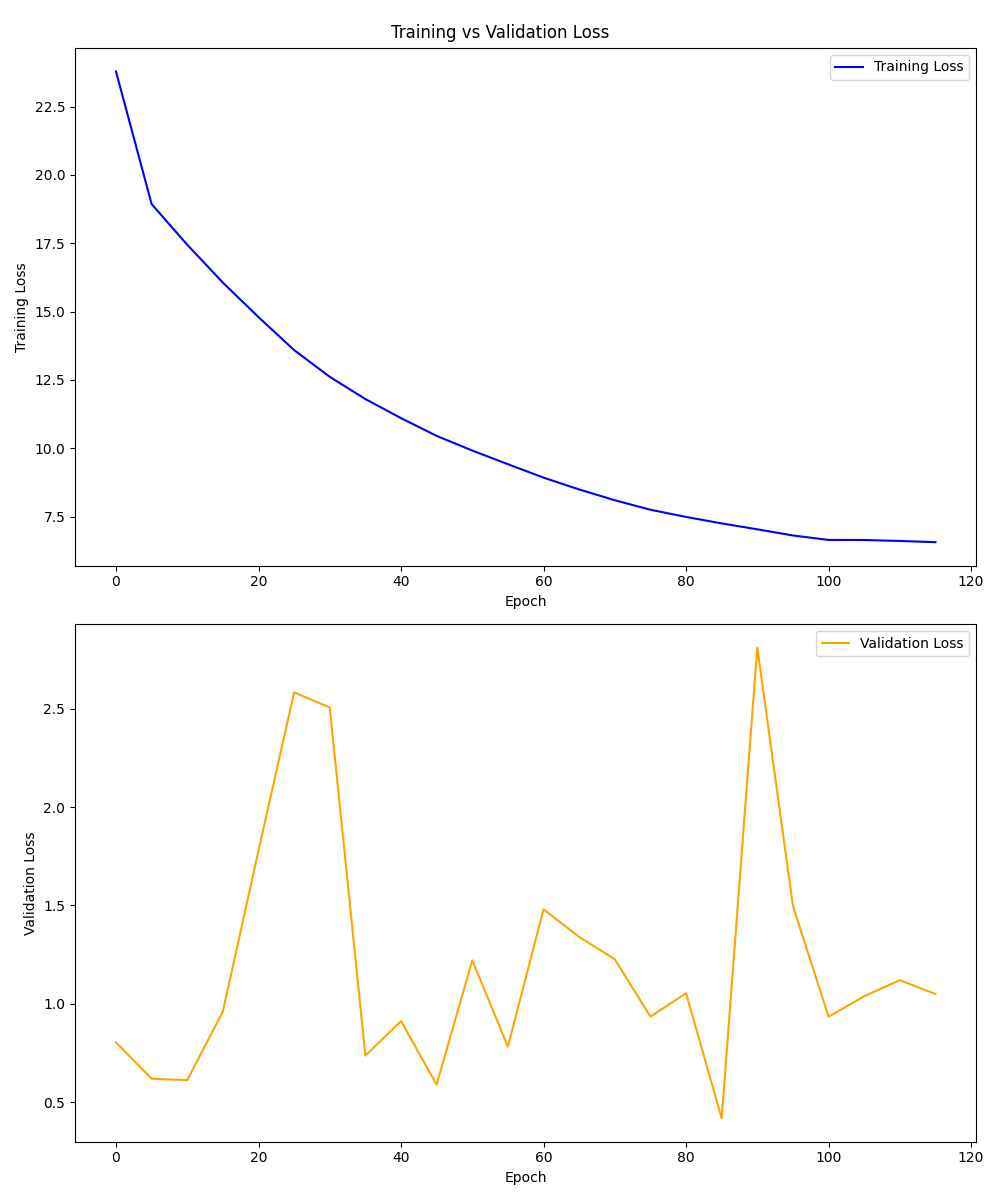 Training vs Validation Loss
Training Loss
22.5
20.0
17.5
15.0
12.5
10.0
7.5
Training Loss
0 20 40 60 80 100 120
Epoch
Validation Loss
2.5
2.0
1.5
1.0
0.5
Validation Loss
0 20 40 60 80 100 120
Epoch